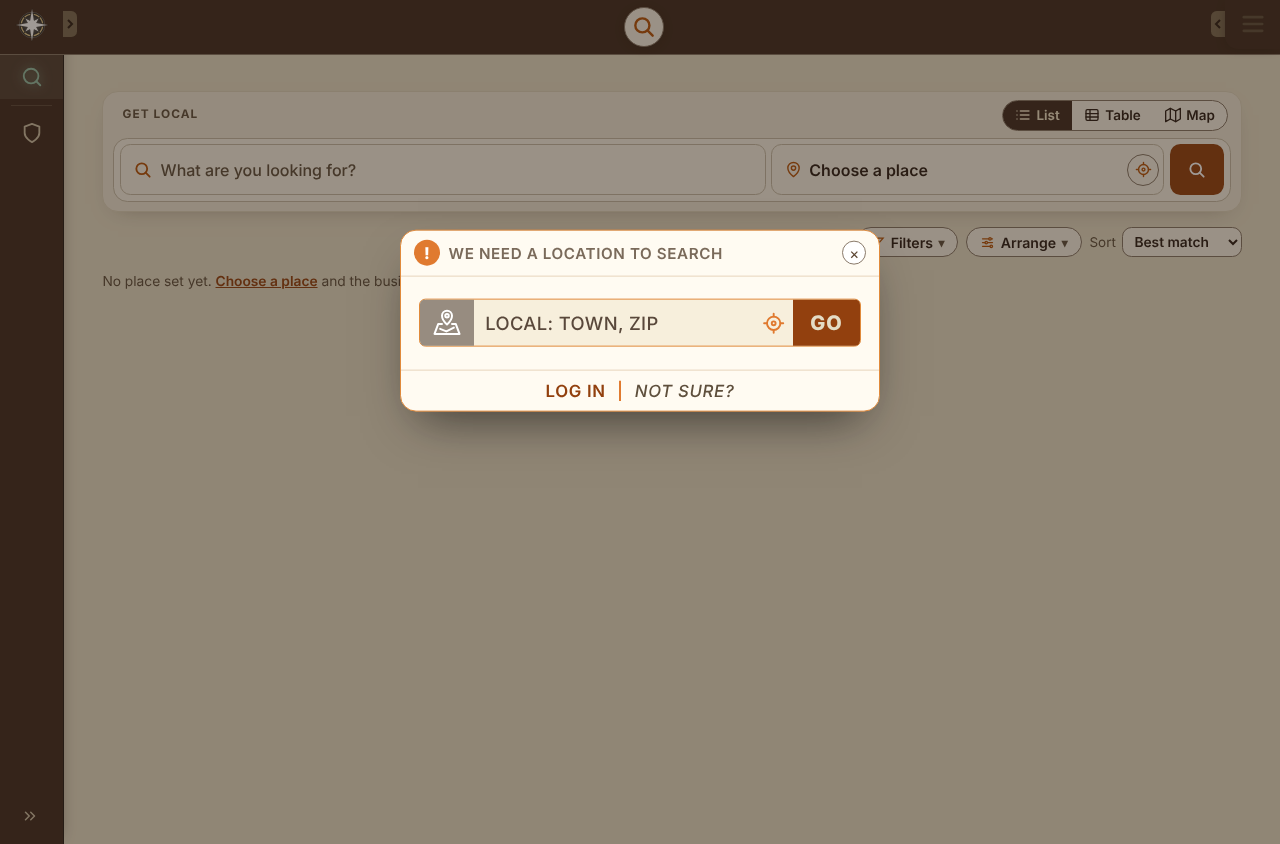 GET LOCAL
List
Table
Map
What are you looking for?
Choose a place
WE NEED A LOCATION TO SEARCH
Filters
Arrange
Sort
Best match
No place set yet. Choose a place and the
LOCAL: TOWN, ZIP
GO
LOG IN
NOT SURE?